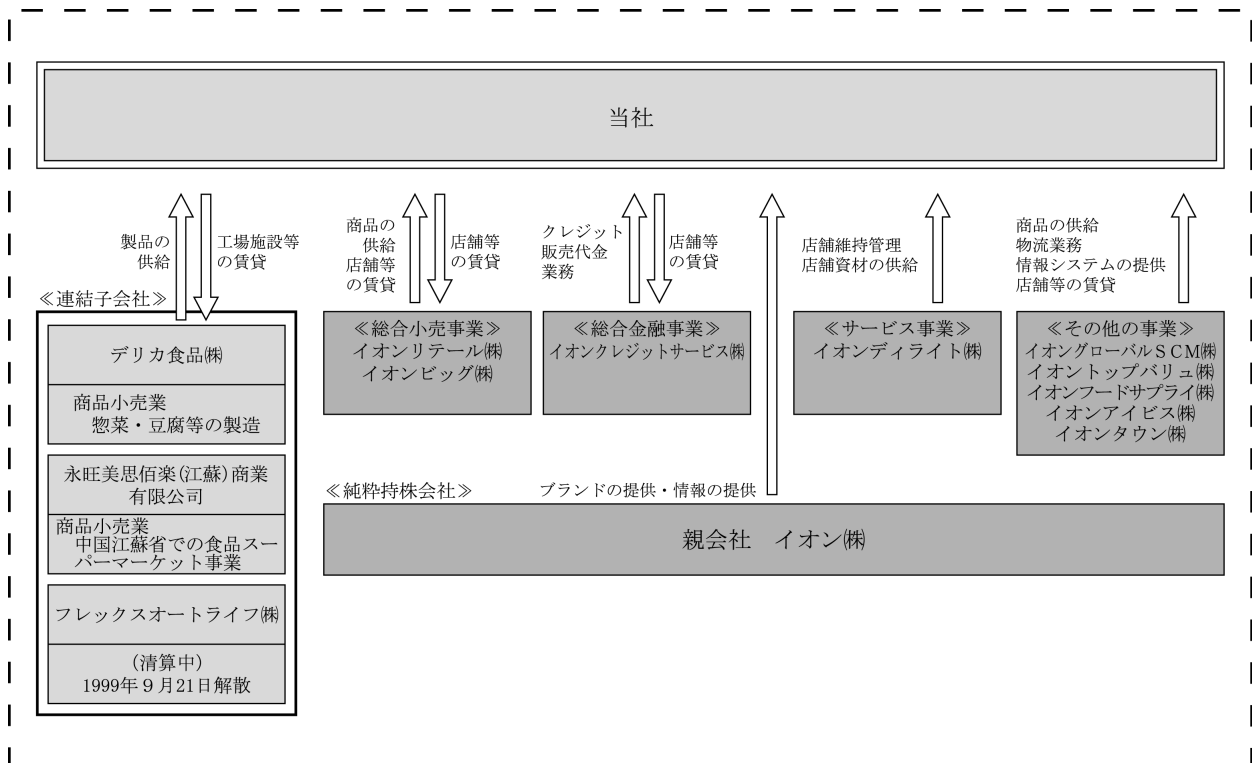 当社
製品の
供給
工場施設等
の賃貸
商品の
供給
店舗等
の賃貸
店舗等
の賃貸
クレジット
販売代金
業務
店舗等
の賃貸
店舗維持管理
店舗資材の供給
商品の供給
物流業務
情報システムの提供
店舗等の賃貸
≪連結子会社≫
デリカ食品㈱
商品小売業
惣菜・豆腐等の製造
永旺美思佰楽(江蘇)商業
有限公司
商品小売業
中国江蘇省での食品スー
パーマーケット事業
フレックスオートライフ㈱
(清算中)
1999年９月21日解散
≪総合小売事業≫
イオンリテール㈱
イオンビッグ㈱
≪総合金融事業≫
イオンクレジットサービス㈱
≪サービス事業≫
イオンディライト㈱
≪その他の事業≫
イオングローバルＳＣＭ㈱
イオントップバリュ㈱
イオンフードサプライ㈱
イオンアイビス㈱
イオンタウン㈱
≪純粋持株会社≫
ブランドの提供・情報の提供
親会社　イオン㈱